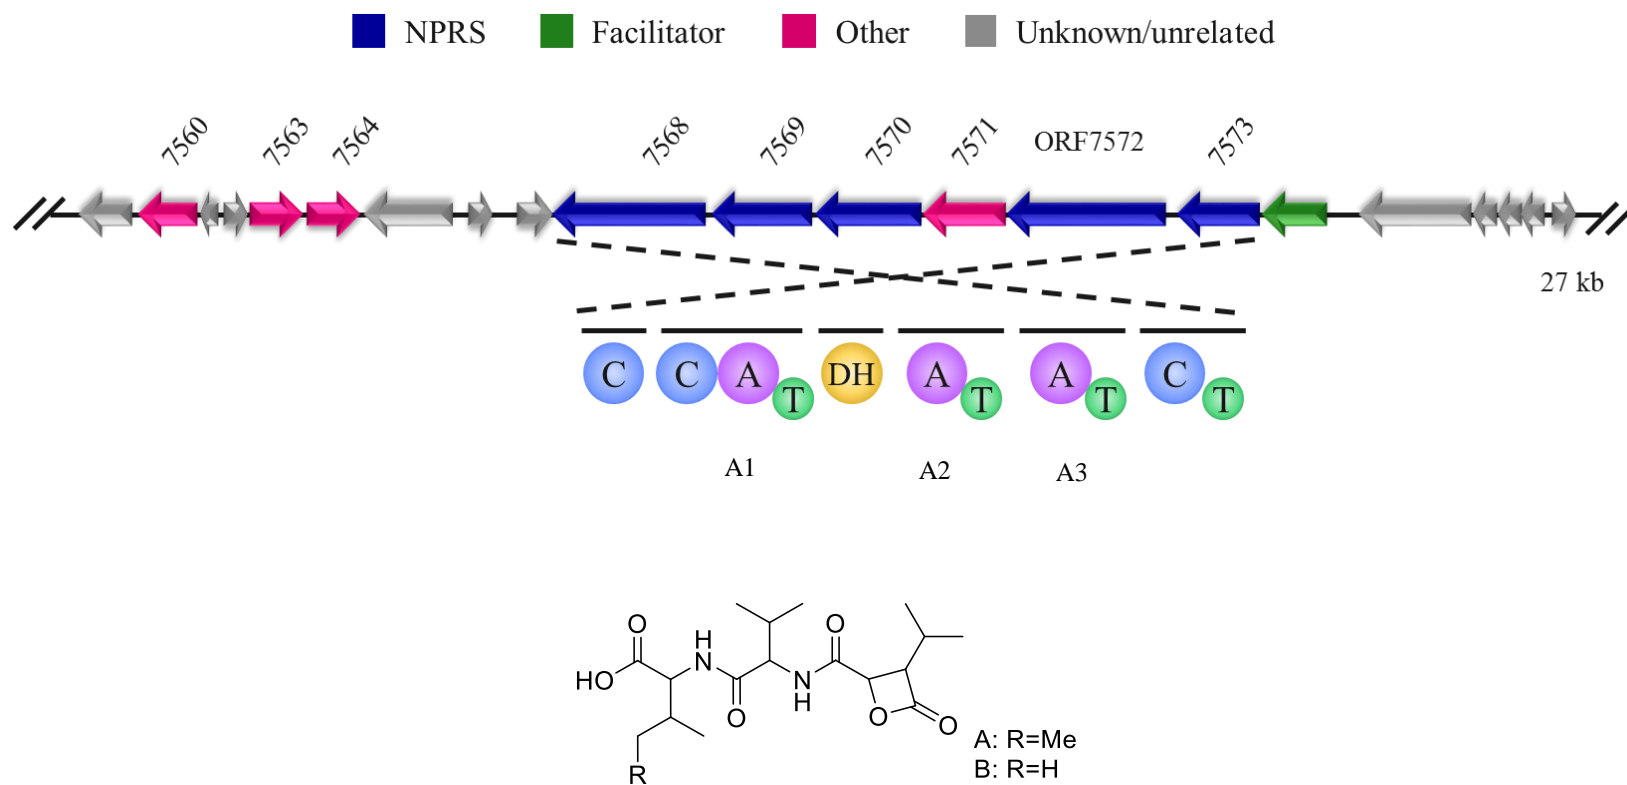 NPRS Facilitator Other Unknown/unrelated
7560 7563 7564 7568 7569 7570 7571 ORF7572 7573
27 kb
C C A T DH A T A T C T
A1 A2 A3
O H N O
HO N H O O O
R
A: R=Me
B: R=H